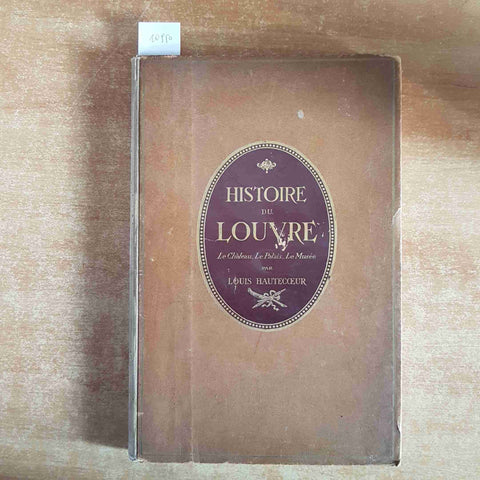 HISTOIRE
DU
LOUVRE
Le Château, Le Palais, Le Musée
PAR
LOUIS HAUTECŒUR